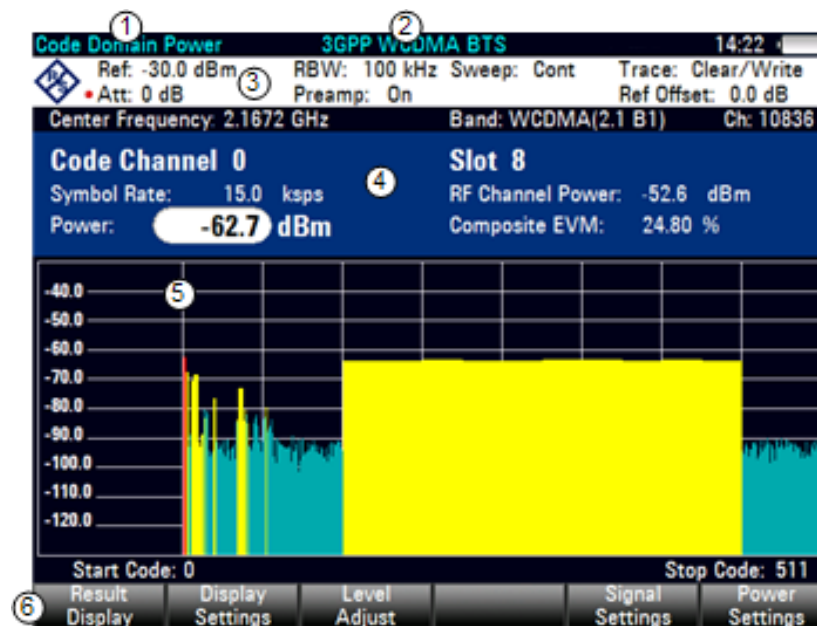 1 2
Code Domain Power 3GPP WCDMA BTS 14:22
R&S Ref: -30.0 dBm 3 RBW: 100 kHz Sweep: Cont Trace: Clear/Write
Att: 0 dB Preamp: On Ref Offset: 0.0 dB
Center Frequency: 2.1672 GHz Band: WCDMA(2.1 B1) Ch: 10836
Code Channel 0 Slot 8
Symbol Rate: 15.0 ksps 4 RF Channel Power: -52.6 dBm
Power: -62.7 dBm Composite EVM: 24.80 %
-40.0 5
-50.0
-60.0
-70.0
-80.0
-90.0
-100.0
-110.0
-120.0
Start Code: 0 Stop Code: 511
6 Result Display Level Signal Power
Display Settings Adjust Settings Settings